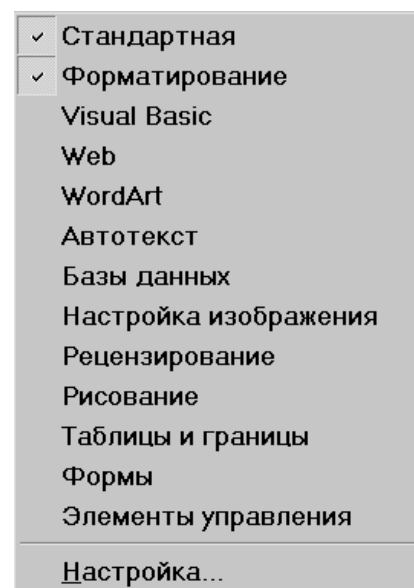 Стандартная
Форматирование
Visual Basic
Web
WordArt
Автотекст
Базы данных
Настройка изображения
Рецензирование
Рисование
Таблицы и границы
Формы
Элементы управления
Настройка...